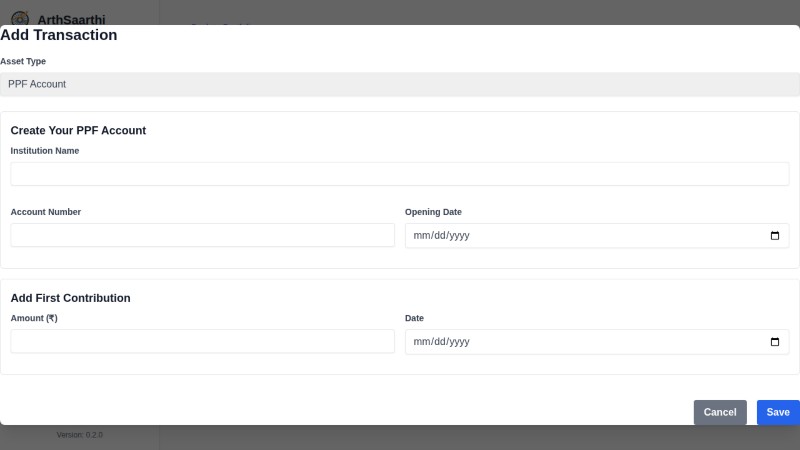 ArthSaarthi
Add Transaction
Asset Type
PPF Account
Create Your PPF Account
Institution Name
Account Number
Opening Date
mm/dd/yyyy
Add First Contribution
Amount (₹)
Date
mm/dd/yyyy
Cancel
Save
Version: 0.2.0